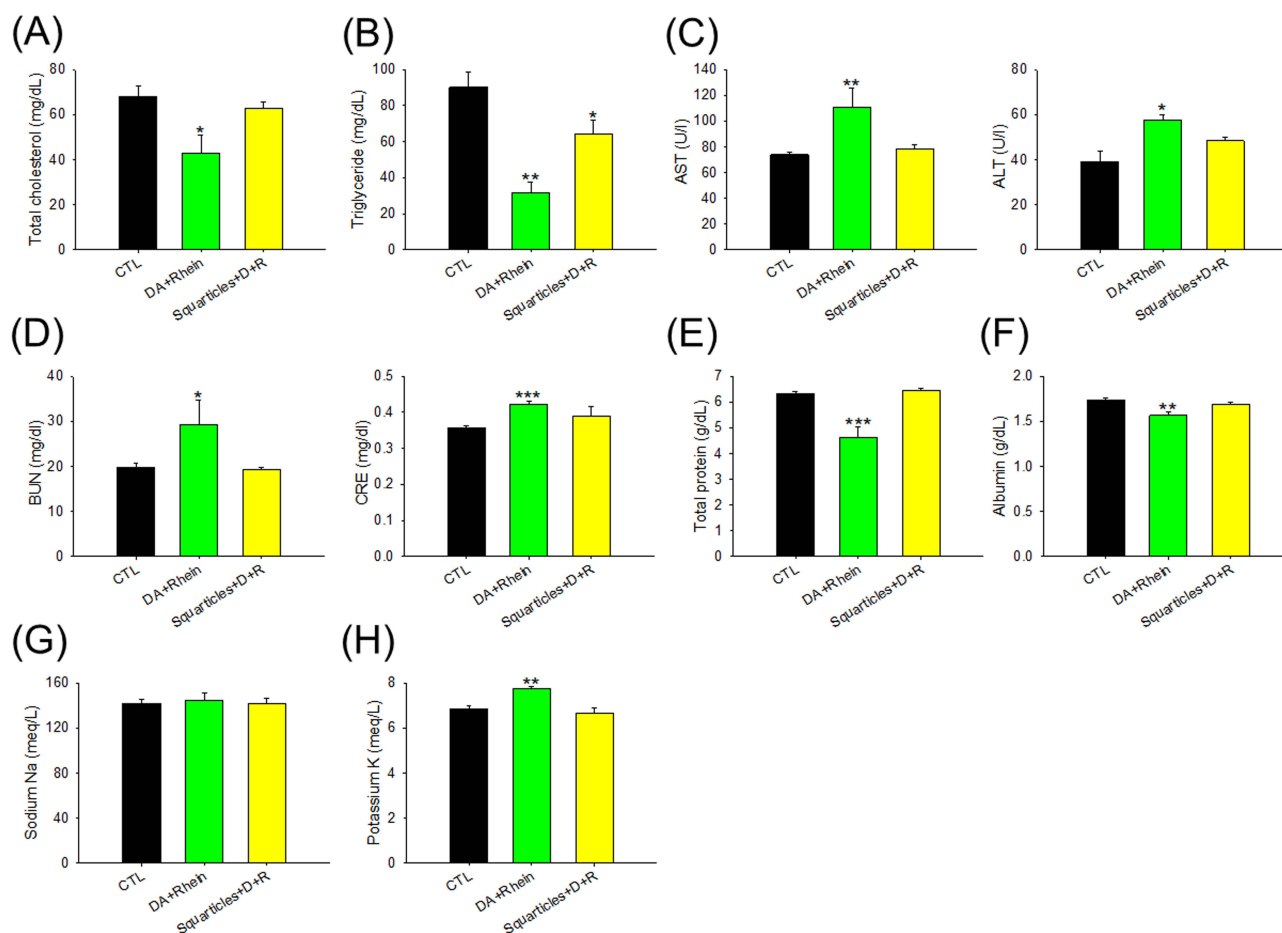 (A)
Total cholesterol (mg/dL)
80
60
40
20
0
*
CTL
DA+Rhein
Squarticles+D+R
(B)
Triglyceride (mg/dL)
100
80
60
40
20
0
**
*
CTL
DA+Rhein
Squarticles+D+R
(C)
AST (U/l)
140
120
100
80
60
40
20
0
**
CTL
DA+Rhein
Squarticles+D+R
ALT (U/l)
80
60
40
20
0
*
CTL
DA+Rhein
Squarticles+D+R
(D)
BUN (mg/dl)
40
30
20
10
0
*
CTL
DA+Rhein
Squarticles+D+R
CRE (mg/dl)
0.5
0.4
0.3
0.2
0.1
0.0
***
CTL
DA+Rhein
Squarticles+D+R
(E)
Total protein (g/dL)
7
6
5
4
3
2
1
0
***
CTL
DA+Rhein
Squarticles+D+R
(F)
Albumin (g/dL)
2.0
1.5
1.0
0.5
0.0
**
CTL
DA+Rhein
Squarticles+D+R
(G)
Sodium Na (meq/L)
160
120
80
40
0
CTL
DA+Rhein
Squarticles+D+R
(H)
Potassium K (meq/L)
8
6
4
2
0
**
CTL
DA+Rhein
Squarticles+D+R